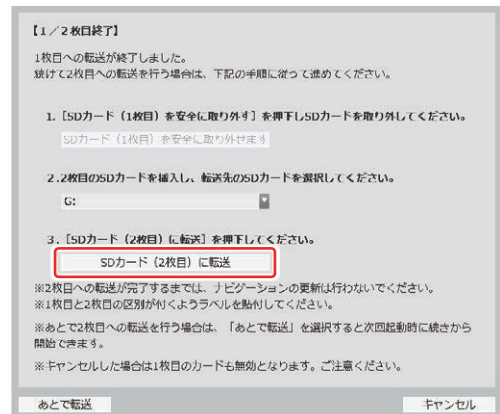 【1/2枚目終了】
1枚目への転送が終了しました。
続けて2枚目への転送を行う場合は、下記の手順に従って進めてください。
1.［SDカード（1枚目）を安全に取り外す］を押下しSDカードを取り外してください。
SDカード（1枚目）を安全に取り外せます
2.2枚目のSDカードを挿入し、転送先のSDカードを選択してください。
G:
3.［SDカード（2枚目）に転送］を押下してください。
SDカード（2枚目）に転送
※2枚目への転送が完了するまでは、ナビゲーションの更新は行わないでください。
※1枚目と2枚目の区別が付くようラベルを貼付してください。
※あとで2枚目への転送を行う場合は、「あとで転送」を選択すると次回起動時に続きから
開始できます。
※キャンセルした場合は1枚目のカードも無効となります。ご注意ください。
あとで転送
キャンセル